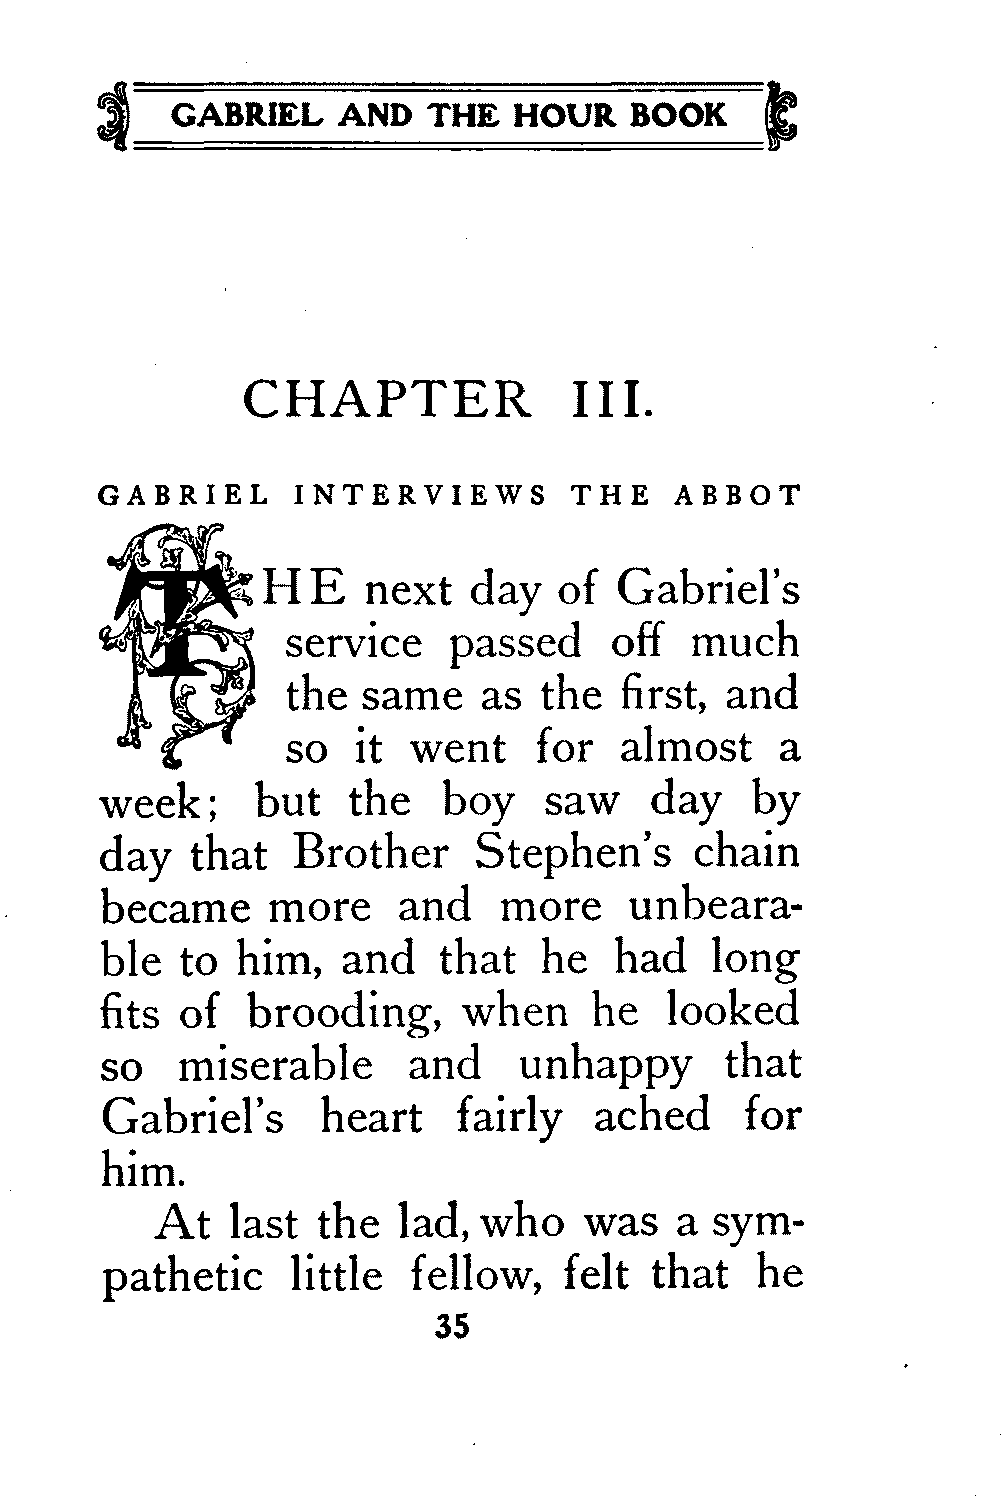 GABRIEL AND THE HOUR BOOK
CHAPTER III.
GABRIEL INTERVIEWS THE ABBOT
THE next day of Gabriel's
service passed off much
the same as the first, and
so it went for almost a
week; but the boy saw day by
day that Brother Stephen's chain
became more and more unbeara-
ble to him, and that he had long
fits of brooding, when he looked
so miserable and unhappy that
Gabriel's heart fairly ached for
him.
At last the lad, who was a sym-
pathetic little fellow, felt that he
35